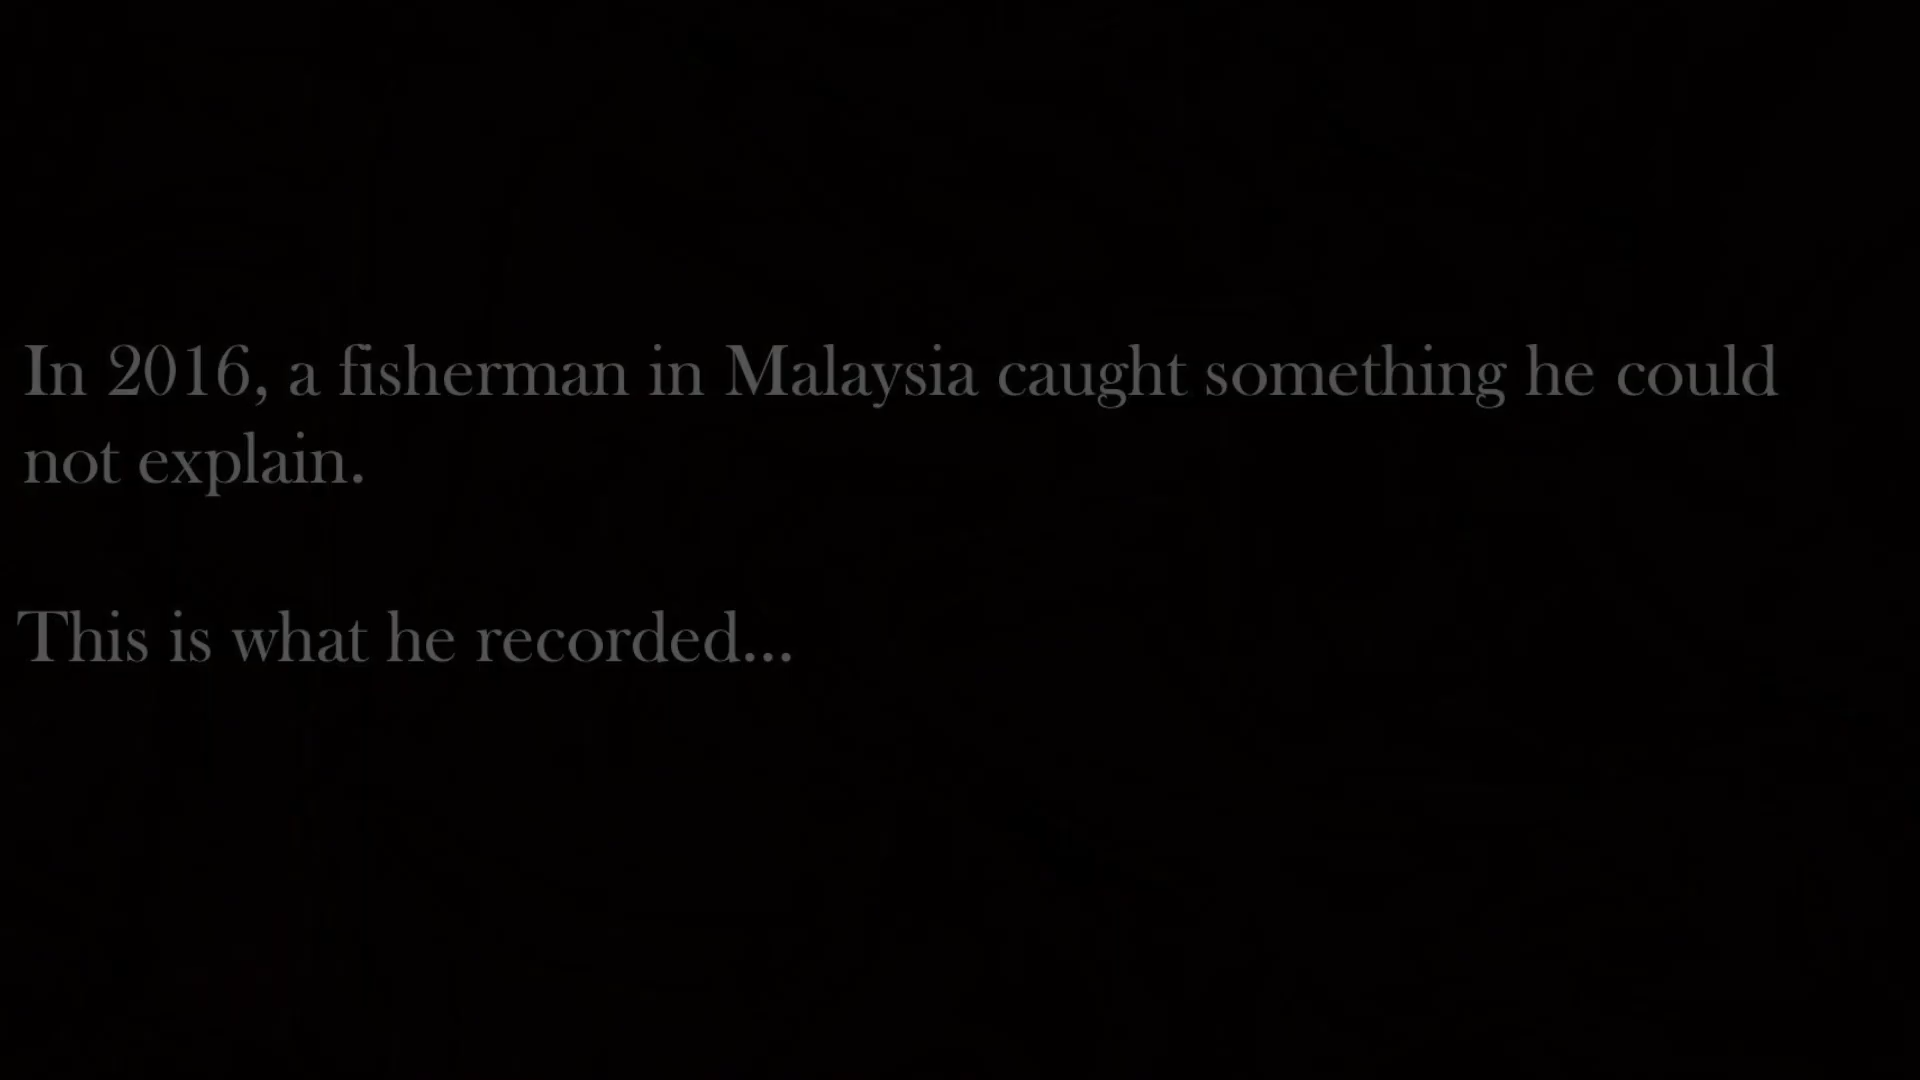 In 2016, a fisherman in Malaysia caught something he could
not explain.
This is what he recorded...